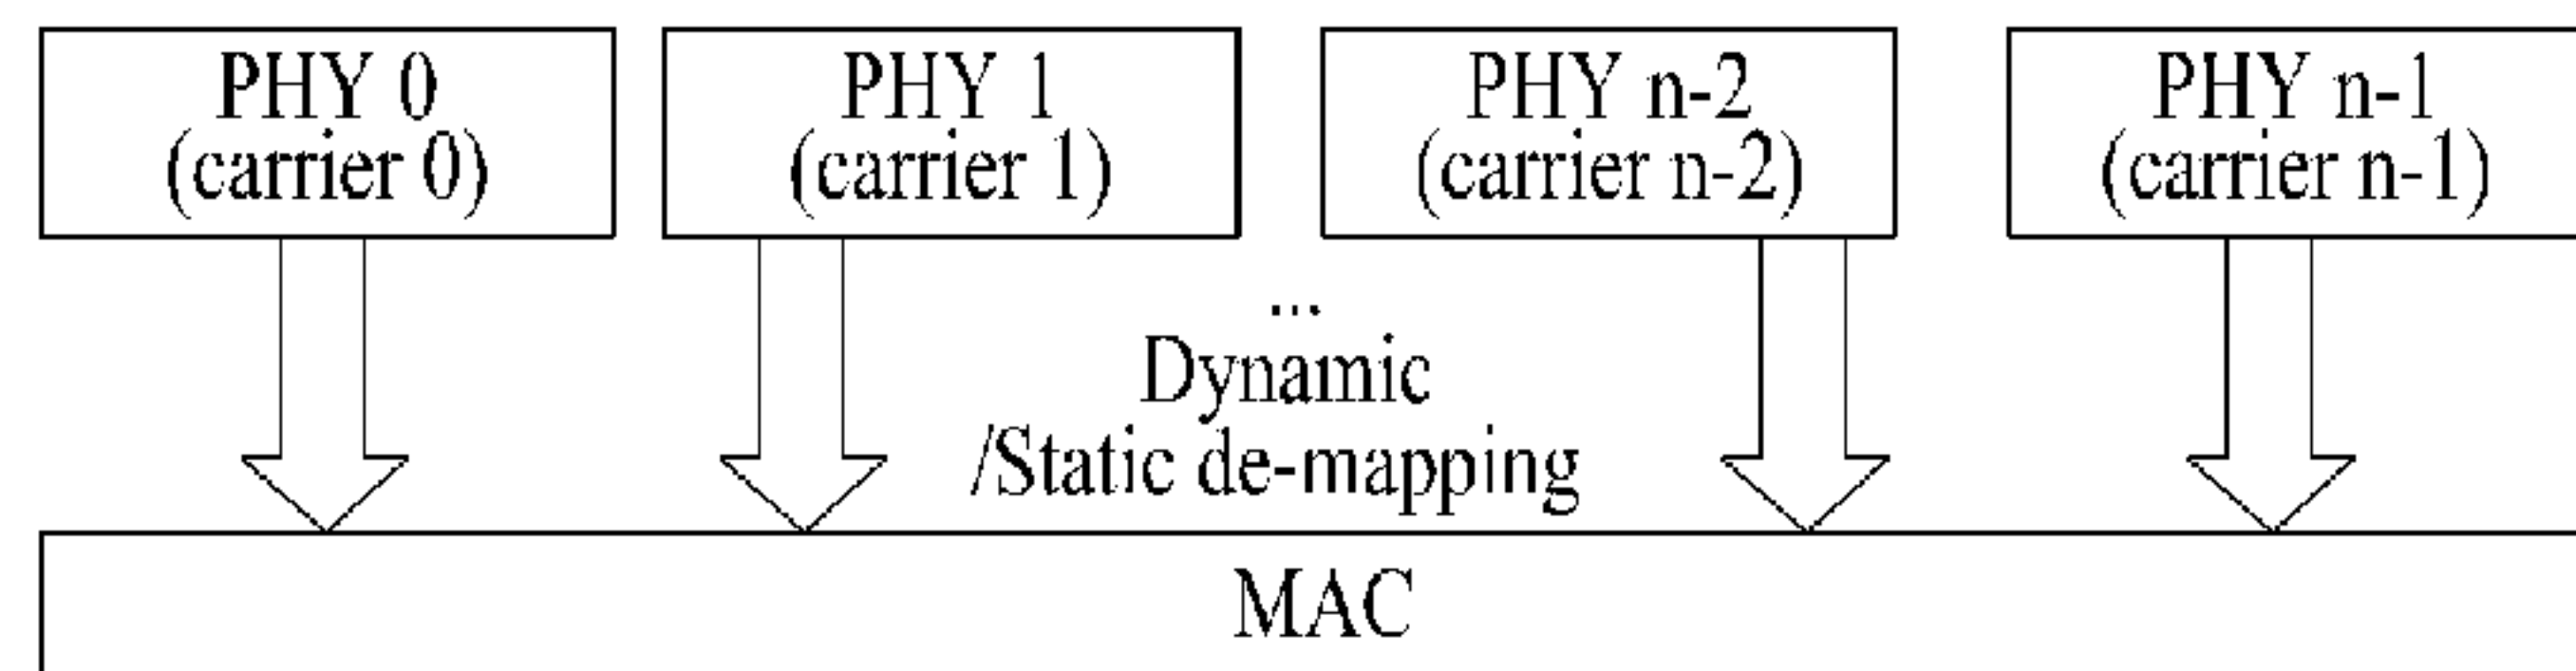 PHY 0
(carrier 0)
PHY 1
(carrier 1)
PHY n-2
(carrier n-2)
PHY n-1
(carrier n-1)
...
Dynamic
/Static de-mapping
MAC